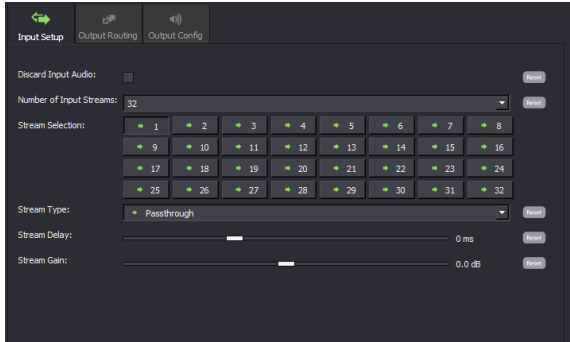 Input Setup Output Routing Output Config
Discard Input Audio: Reset
Number of Input Streams: 32 Reset
Stream Selection: 1 2 3 4 5 6 7 8
9 10 11 12 13 14 15 16
17 18 19 20 21 22 23 24
25 26 27 28 29 30 31 32
Stream Type: Passthrough Reset
Stream Delay: 0 ms Reset
Stream Gain: 0.0 dB Reset